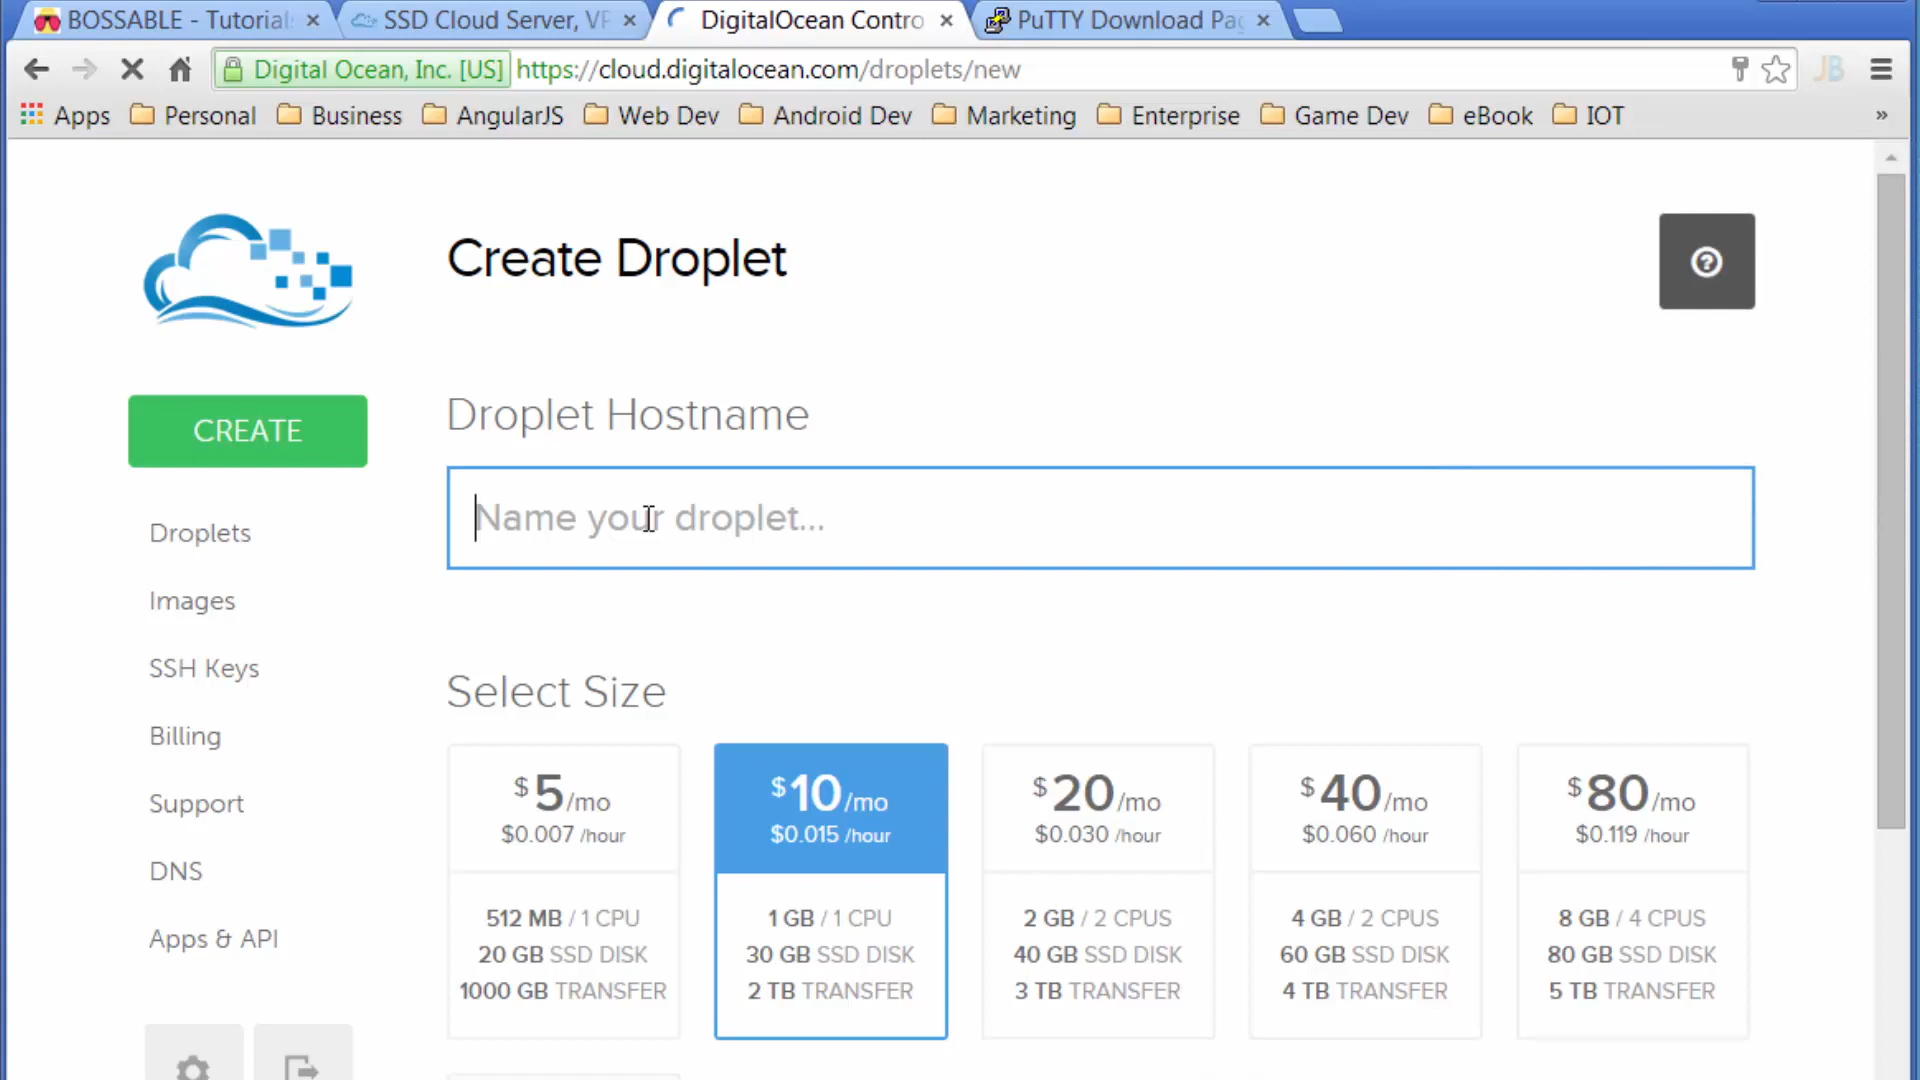 BOSSABLE - Tutorial
SSD Cloud Server, VP
DigitalOcean Contro
PuTTY Download Pag
Digital Ocean, Inc. [US]
https://cloud.digitalocean.com/droplets/new
JB
Apps
Personal
Business
AngularJS
Web Dev
Android Dev
Marketing
Enterprise
Game Dev
eBook
IOT
»
Create Droplet
CREATE
Droplets
Images
SSH Keys
Billing
Support
DNS
Apps & API
Droplet Hostname
Name your droplet...
Select Size
$5/mo
$0.007 /hour
512 MB / 1 CPU
20 GB SSD DISK
1000 GB TRANSFER
$10/mo
$0.015 /hour
1 GB / 1 CPU
30 GB SSD DISK
2 TB TRANSFER
$20/mo
$0.030 /hour
2 GB / 2 CPUS
40 GB SSD DISK
3 TB TRANSFER
$40/mo
$0.060 /hour
4 GB / 2 CPUS
60 GB SSD DISK
4 TB TRANSFER
$80/mo
$0.119 /hour
8 GB / 4 CPUS
80 GB SSD DISK
5 TB TRANSFER